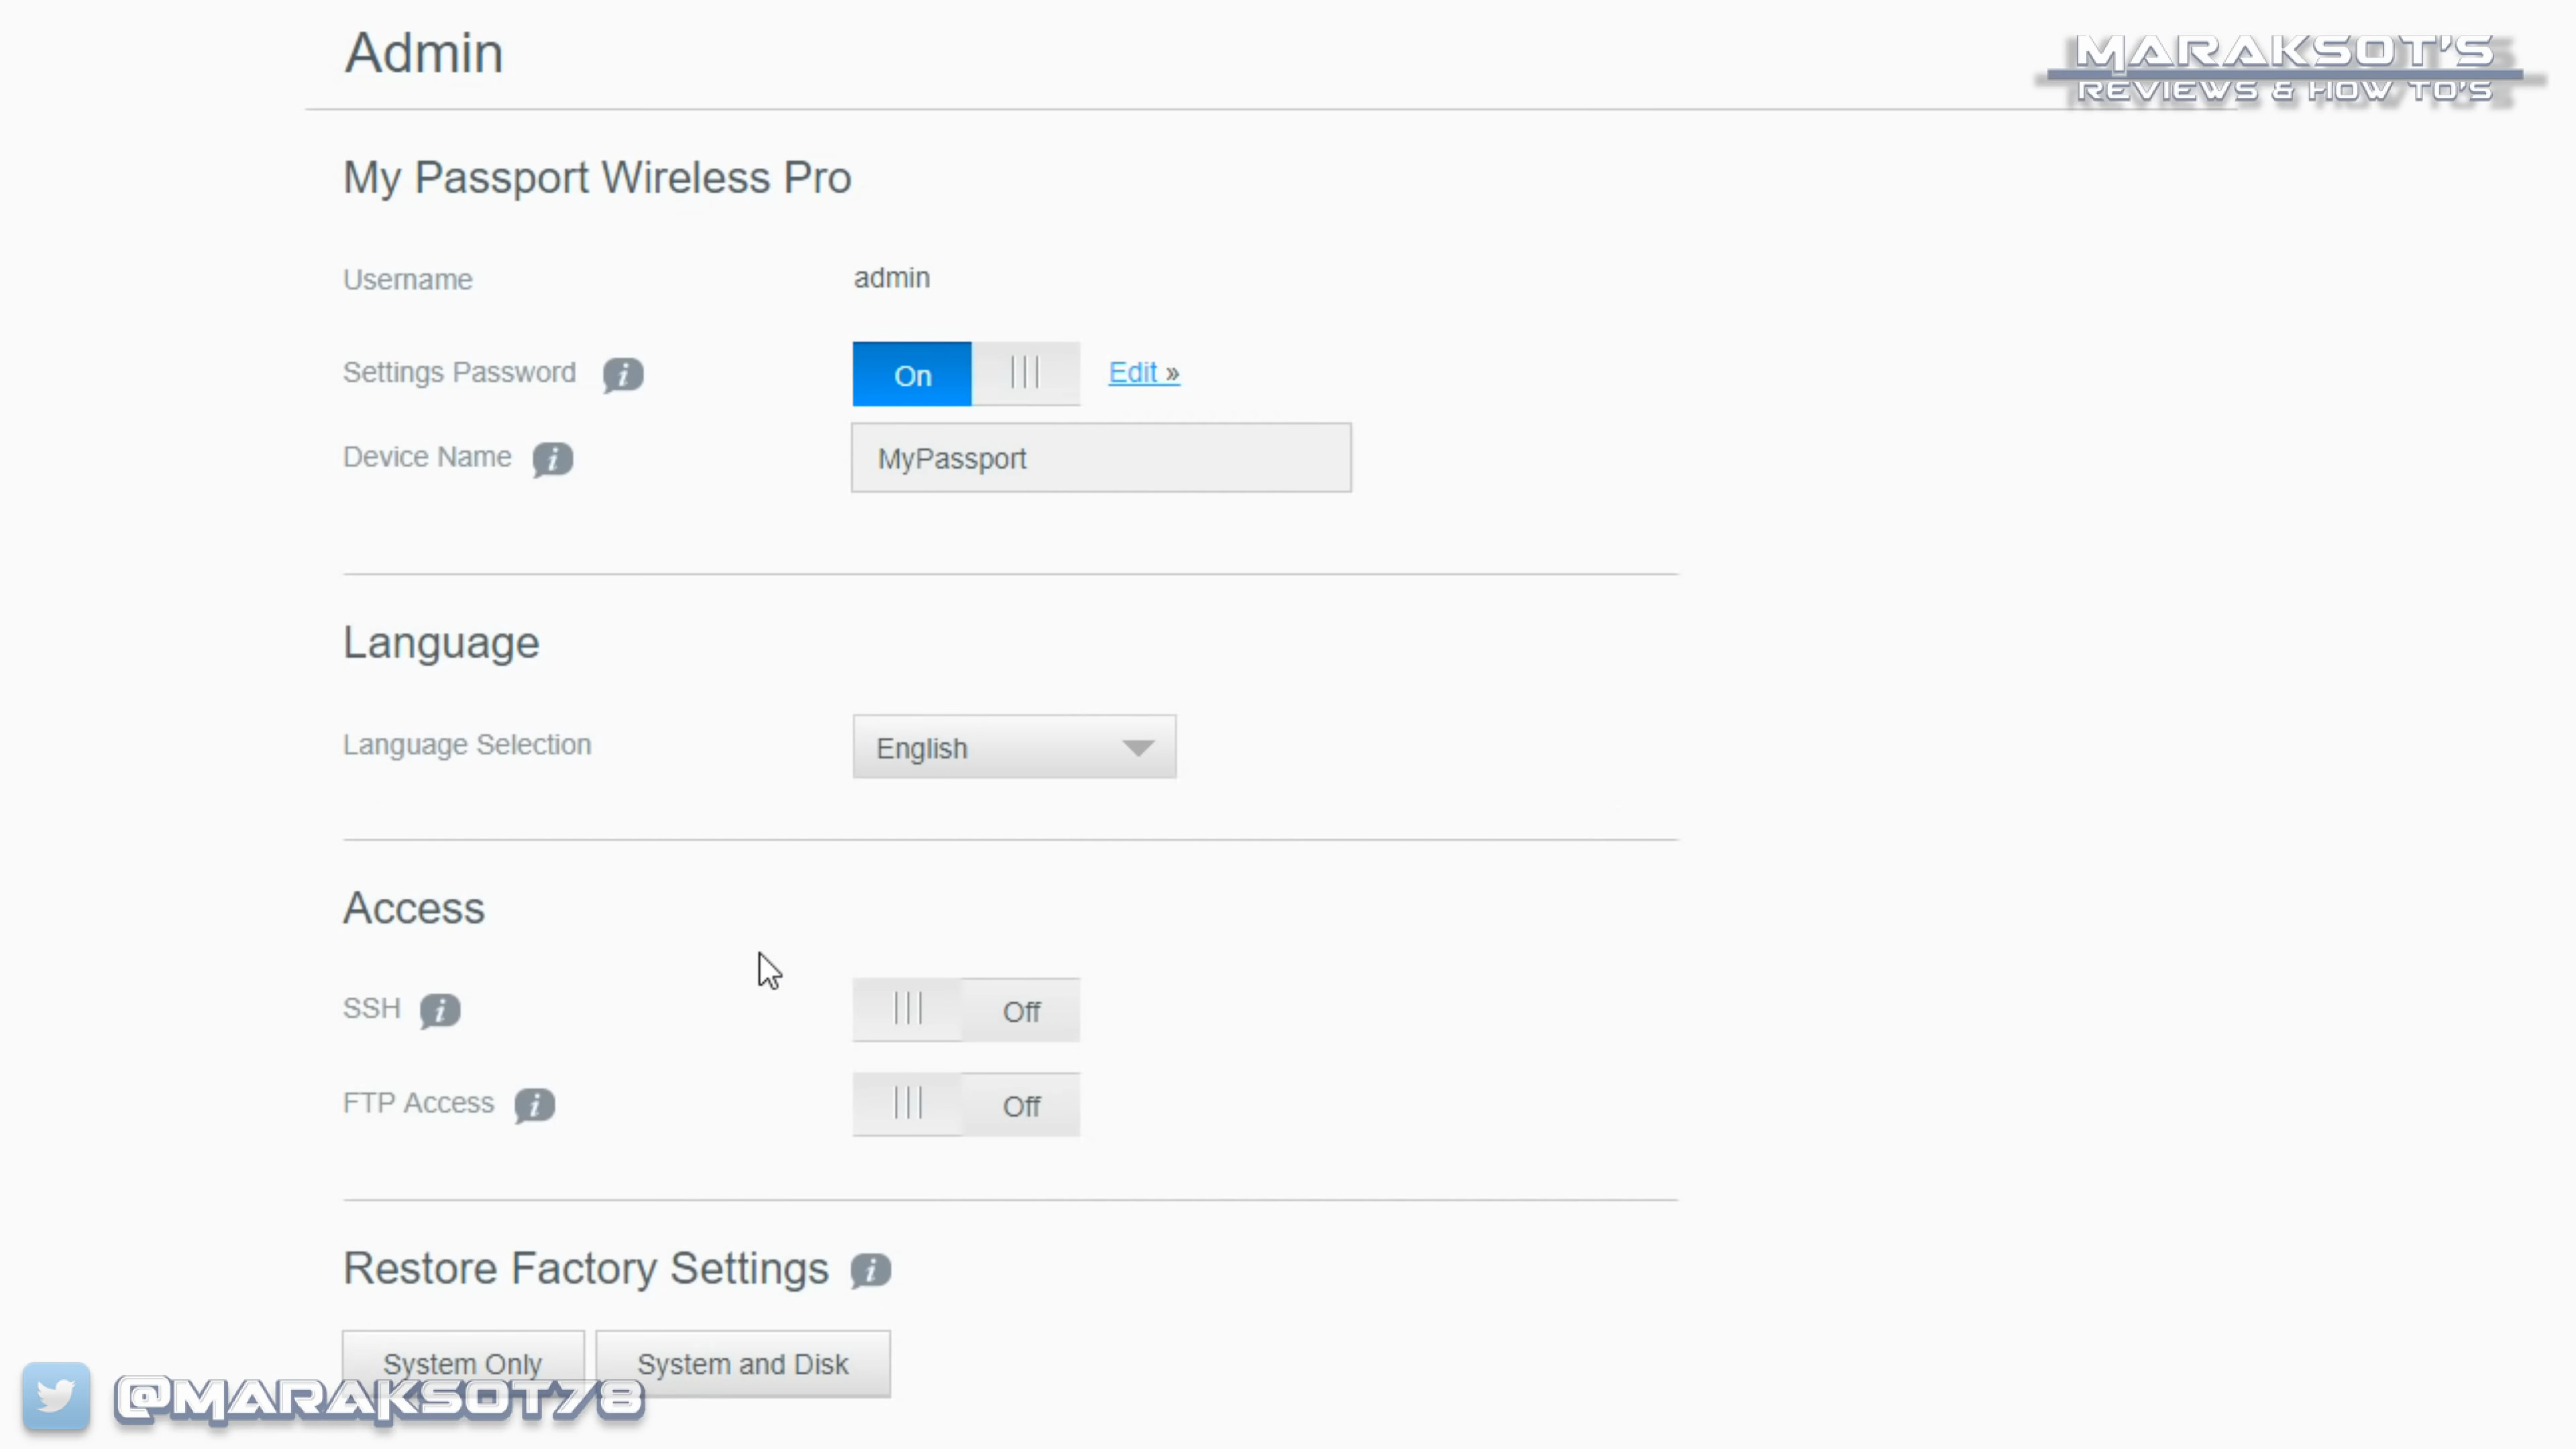 Admin
MARAKSOT'S
REVIEWS & HOW TO'S
My Passport Wireless Pro
Username admin
Settings Password On Edit »
Device Name MyPassport
Language
Language Selection English
Access
SSH Off
FTP Access Off
Restore Factory Settings
System Only System and Disk
@MARAKSOT78